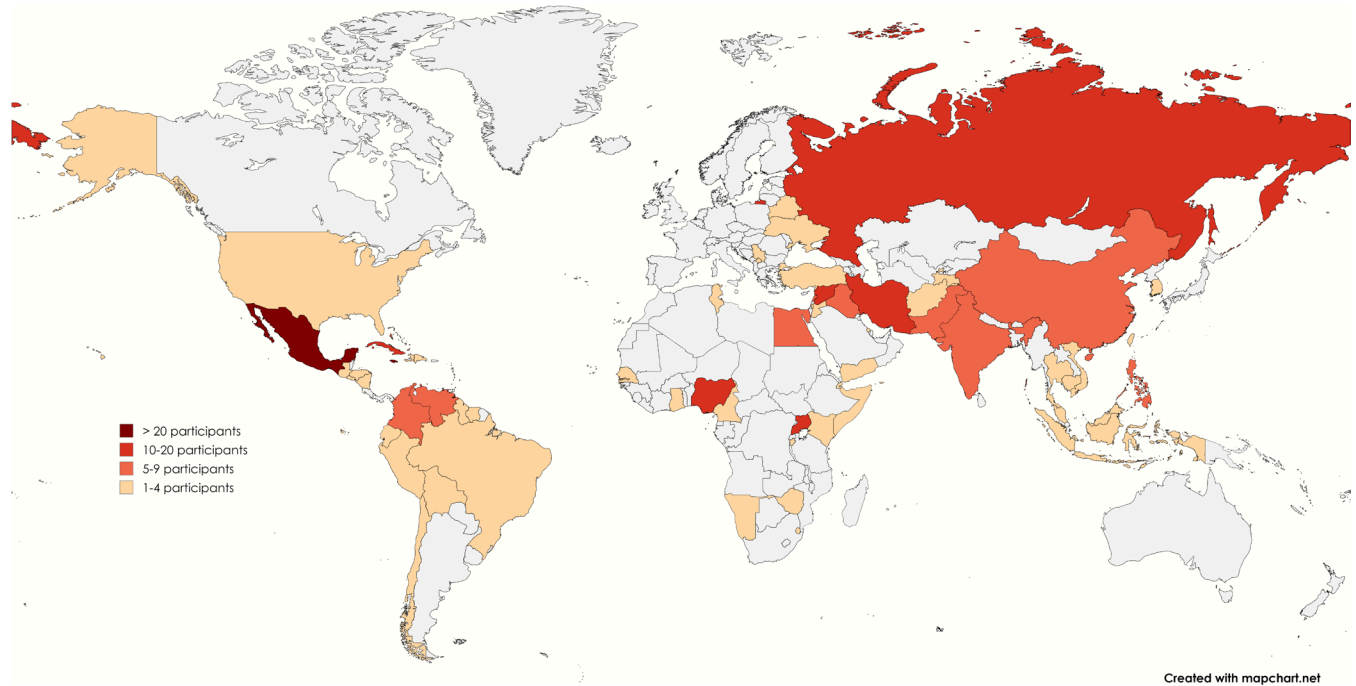 > 20 participants
10-20 participants
5-9 participants
1-4 participants
Created with mapchart.net